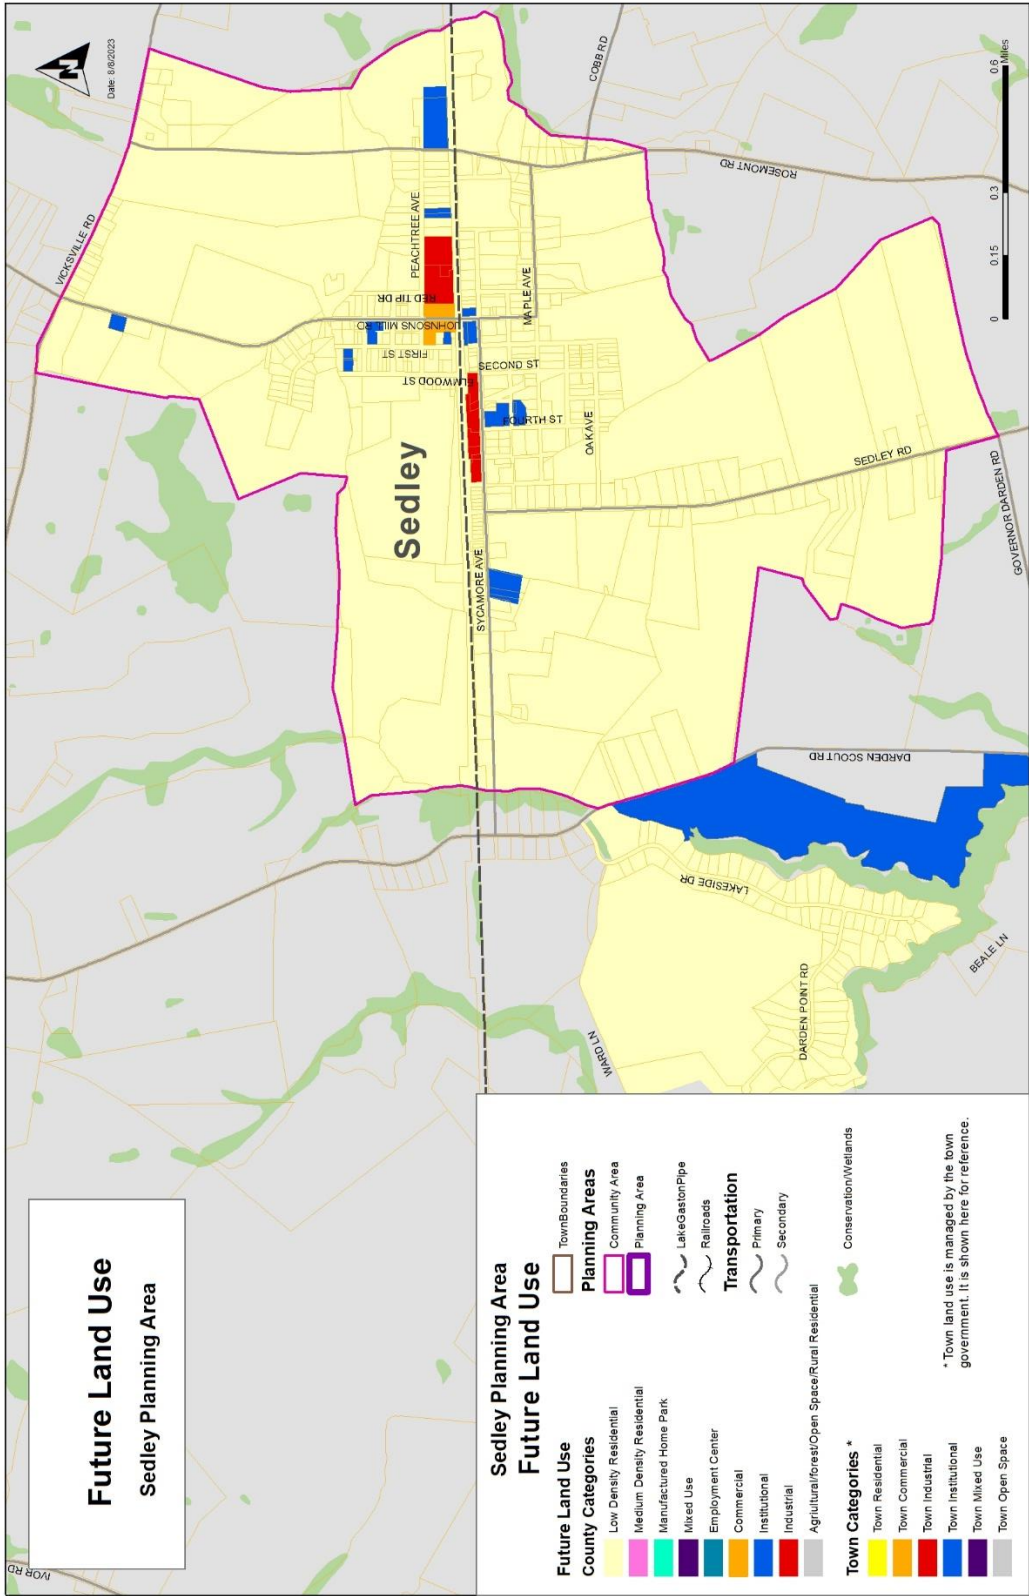 Future Land Use
Sedley Planning Area
Sedley Planning Area
Future Land Use
Future Land Use
County Categories
Low Density Residential
Medium Density Residential
Manufactured Home Park
Mixed Use
Employment Center
Commercial
Institutional
Industrial
Agriultural/forest/Open Space/Rural Residential
Town Categories *
Town Residential
Town Commercial
Town Industrial
Town Institutional
Town Mixed Use
Town Open Space
TownBoundaries
Planning Areas
Community Area
Planning Area
LakeGastonPipe
Railroads
Transportation
Primary
Secondary
Conservation/Wetlands
* Town land use is managed by the town
government. It is shown here for reference.
IVOR RD
WARD LN
DARDEN POINT RD
BEALE LN
LAKESIDE DR
DARDEN SCOUT RD
SYCAMORE AVE
Sedley
ELMWOOD ST
FIRST ST
JOHNSONS MILL RD
RED TIP DR
PEACHTREE AVE
VICKSVILLE RD
SECOND ST
FOURTH ST
MAPLE AVE
OAK AVE
SEDLEY RD
GOVERNOR DARDEN RD
COBB RD
ROSEMONT RD
N
Date: 8/8/2023
0 0.15 0.3 0.6
Miles